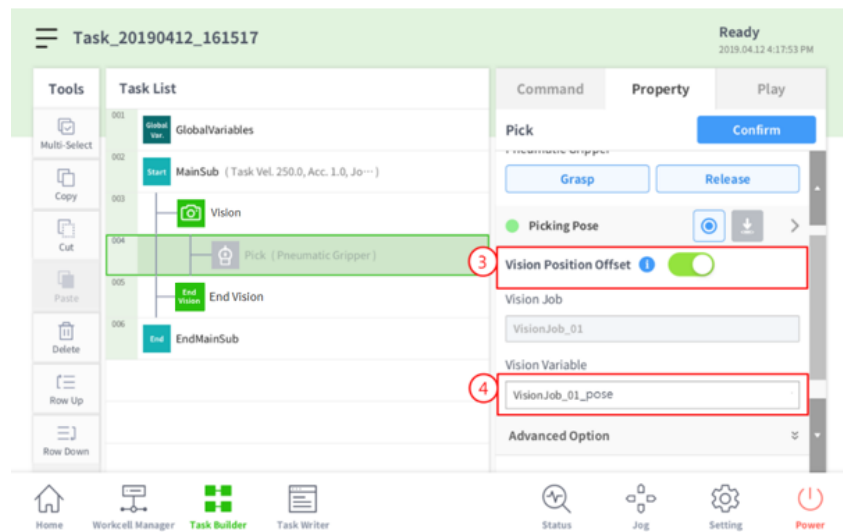 Task_20190412_161517
Ready
2019.04.12 4:17:53 PM
Tools
Multi-Select
Copy
Cut
Paste
Delete
Row Up
Row Down
Task List
001
Global Var.
GlobalVariables
002
Start
MainSub ( Task Vel. 250.0, Acc. 1.0, Jo··· )
003
Vision
004
Pick ( Pneumatic Gripper )
005
End Vision
End Vision
006
End
EndMainSub
Command
Property
Play
Pick
Confirm
Pneumatic Gripper
Grasp
Release
Picking Pose
3
Vision Position Offset
Vision Job
VisionJob_01
Vision Variable
4
VisionJob_01_pose
Advanced Option
Home
Workcell Manager
Task Builder
Task Writer
Status
Jog
Setting
Power